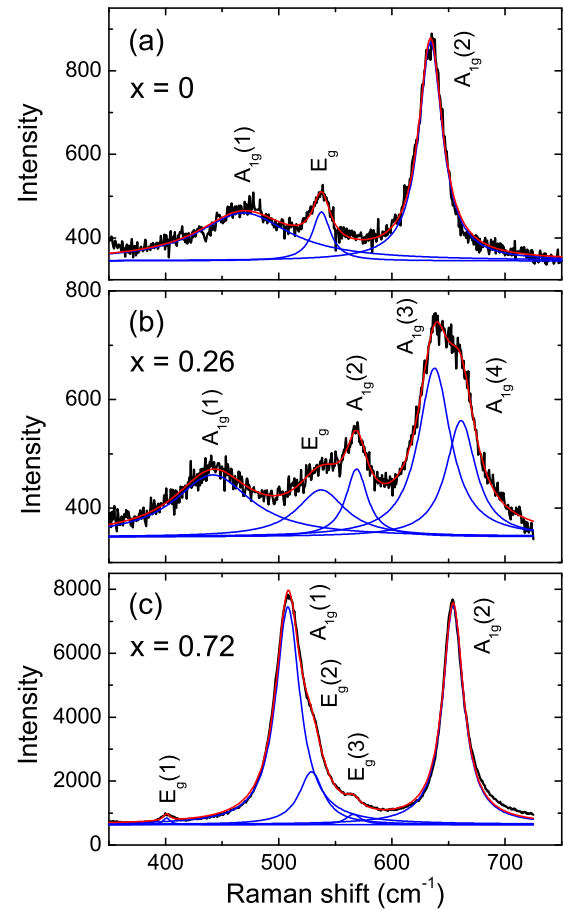 (a)
x = 0
A1g(1)
Eg
A1g(2)
800
600
400
Intensity
(b)
x = 0.26
A1g(1)
Eg
A1g(2)
A1g(3)
A1g(4)
800
600
400
Intensity
(c)
x = 0.72
Eg(1)
A1g(1)
Eg(2)
Eg(3)
A1g(2)
8000
6000
4000
2000
0
Intensity
400 500 600 700
Raman shift (cm-1)